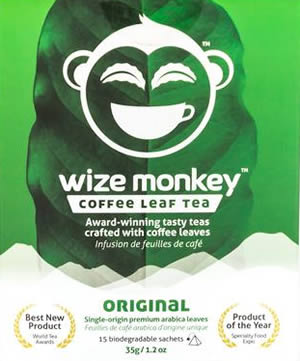 wize monkey™
COFFEE LEAF TEA
Award-winning tasty teas
crafted with coffee leaves
Infusion de feuilles de café
ORIGINAL
Single-origin premium arabica leaves
Feuilles de café arabica d'origine unique
15 biodegradable sachets
35g/1.2 oz
Best New
Product
World Tea
Awards
Product
of the Year
Specialty Food
Expo
TM